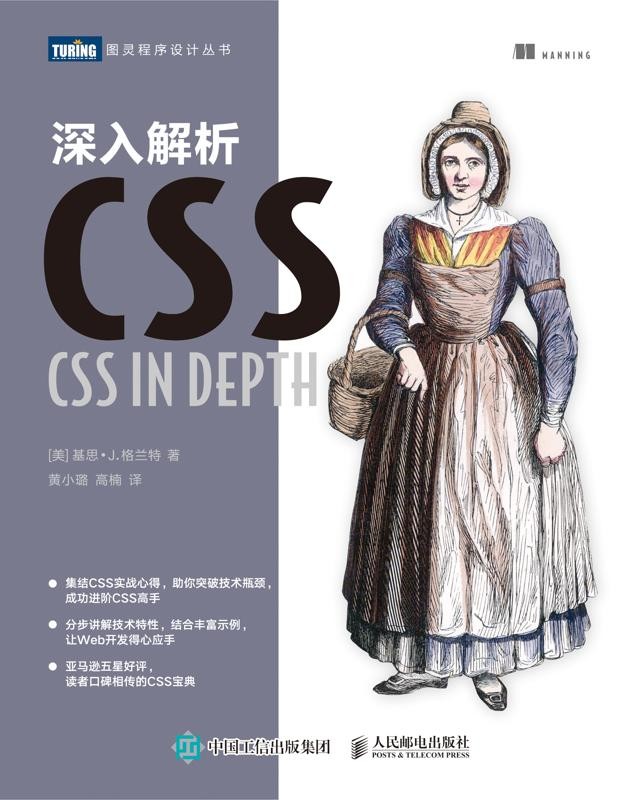 TURING 图灵程序设计丛书
MANNING
深入解析
CSS
CSS IN DEPTH
[美]基思·J.格兰特 著
黄小璐 高楠 译
● 集结CSS实战心得，助你突破技术瓶颈，
成功进阶CSS高手
● 分步讲解技术特性，结合丰富示例，
让Web开发得心应手
● 亚马逊五星好评，
读者口碑相传的CSS宝典
中国工信出版集团
人民邮电出版社
POSTS & TELECOM PRESS